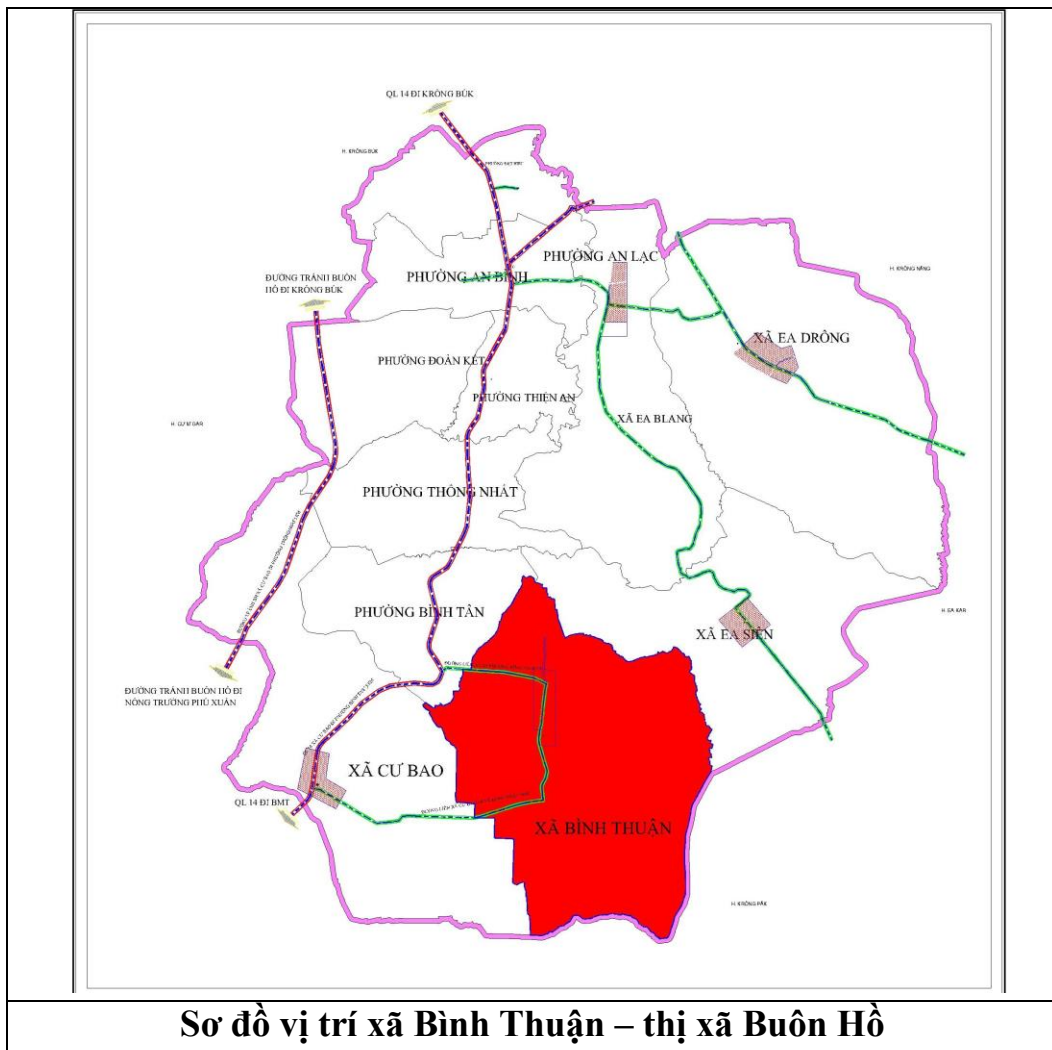 QL 14 ĐI KRÔNG BÚK
H. KRÔNG BÚK
PHƯỜNG AN LẠC
PHƯỜNG AN BÌNH
H. KRÔNG NĂNG
ĐƯỜNG TRÁNH BUÔN
HỒ ĐI KRÔNG BÚK
XÃ EA DRÔNG
PHƯỜNG ĐOÀN KẾT
PHƯỜNG THIỆN AN
XÃ EA BLANG
H. CƯ M'GAR
PHƯỜNG THỐNG NHẤT
PHƯỜNG BÌNH TÂN
H. EA KAR
XÃ EA SIÊN
ĐƯỜNG TRÁNH BUÔN HỒ ĐI
NÔNG TRƯỜNG PHÚ XUÂN
XÃ CƯ BAO
QL 14 ĐI BMT
XÃ BÌNH THUẬN
H. KRÔNG PĂK
Sơ đồ vị trí xã Bình Thuận – thị xã Buôn Hồ